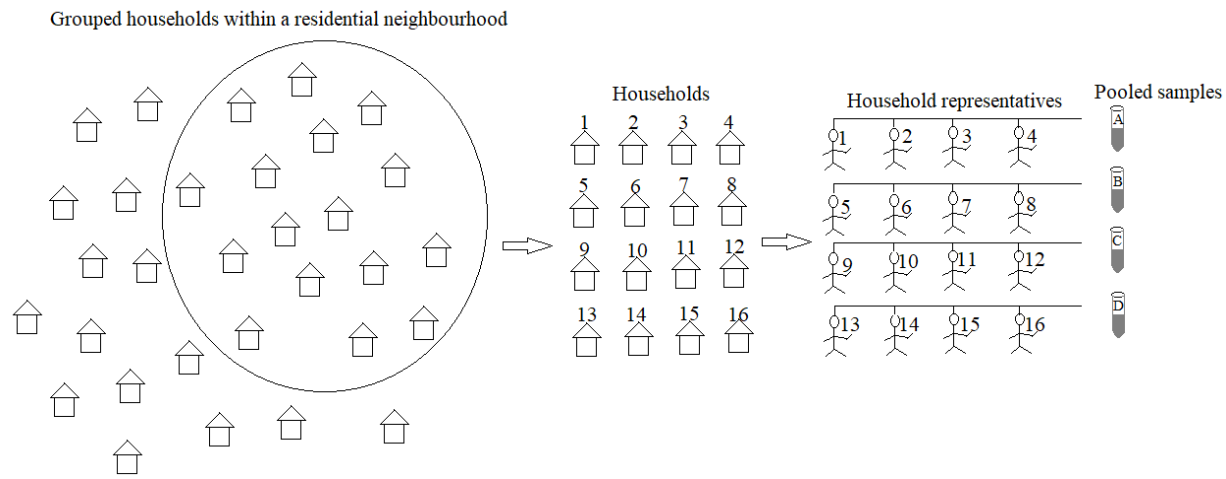 Grouped households within a residential neighbourhood
Households
1 2 3 4
5 6 7 8
9 10 11 12
13 14 15 16
Household representatives
1 2 3 4
5 6 7 8
9 10 11 12
13 14 15 16
Pooled samples
A
B
C
D